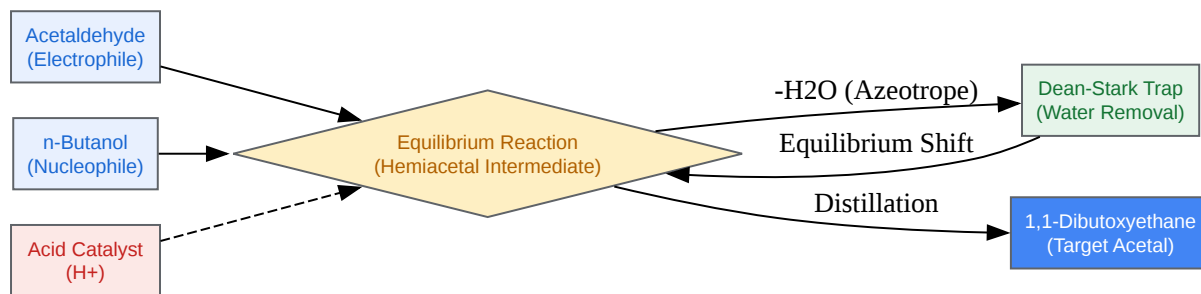 Acetaldehyde
(Electrophile)
n-Butanol
(Nucleophile)
Acid Catalyst
(H+)
Equilibrium Reaction
(Hemiacetal Intermediate)
-H2O (Azeotrope)
Equilibrium Shift
Distillation
Dean-Stark Trap
(Water Removal)
1,1-Dibutoxyethane
(Target Acetal)